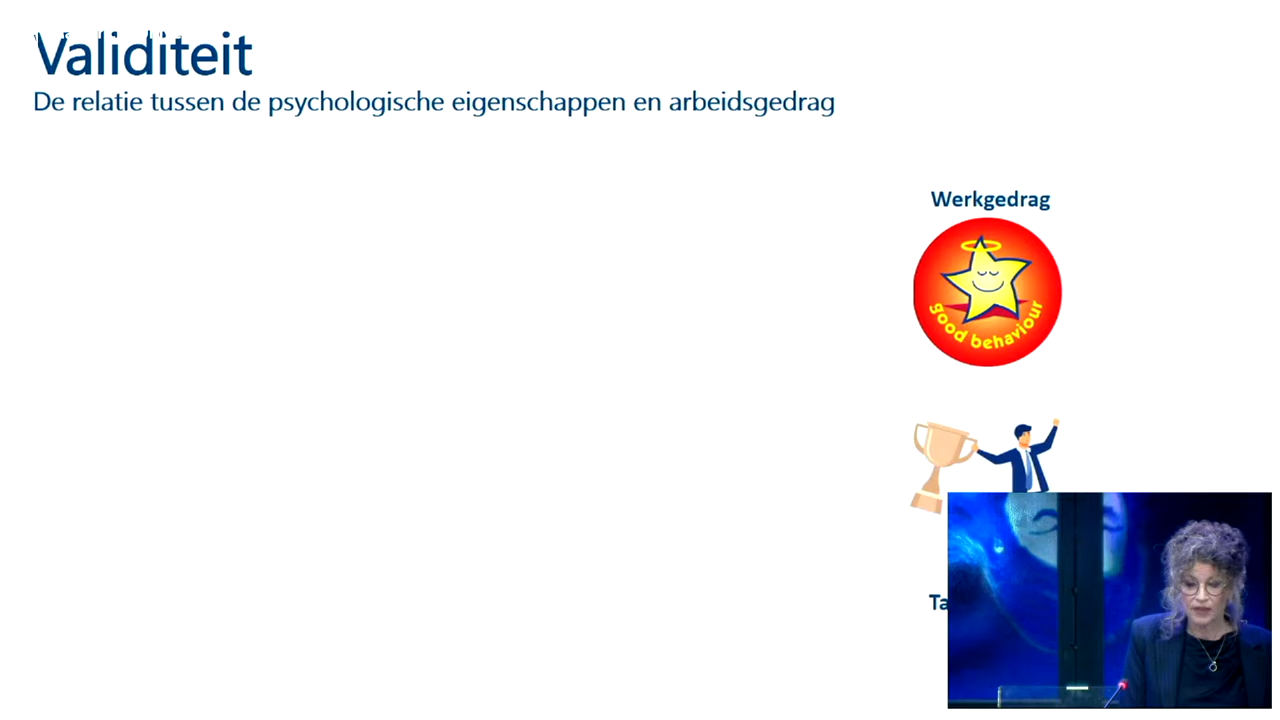 Validiteit
De relatie tussen de psychologische eigenschappen en arbeidsgedrag
Werkgedrag
good behaviour